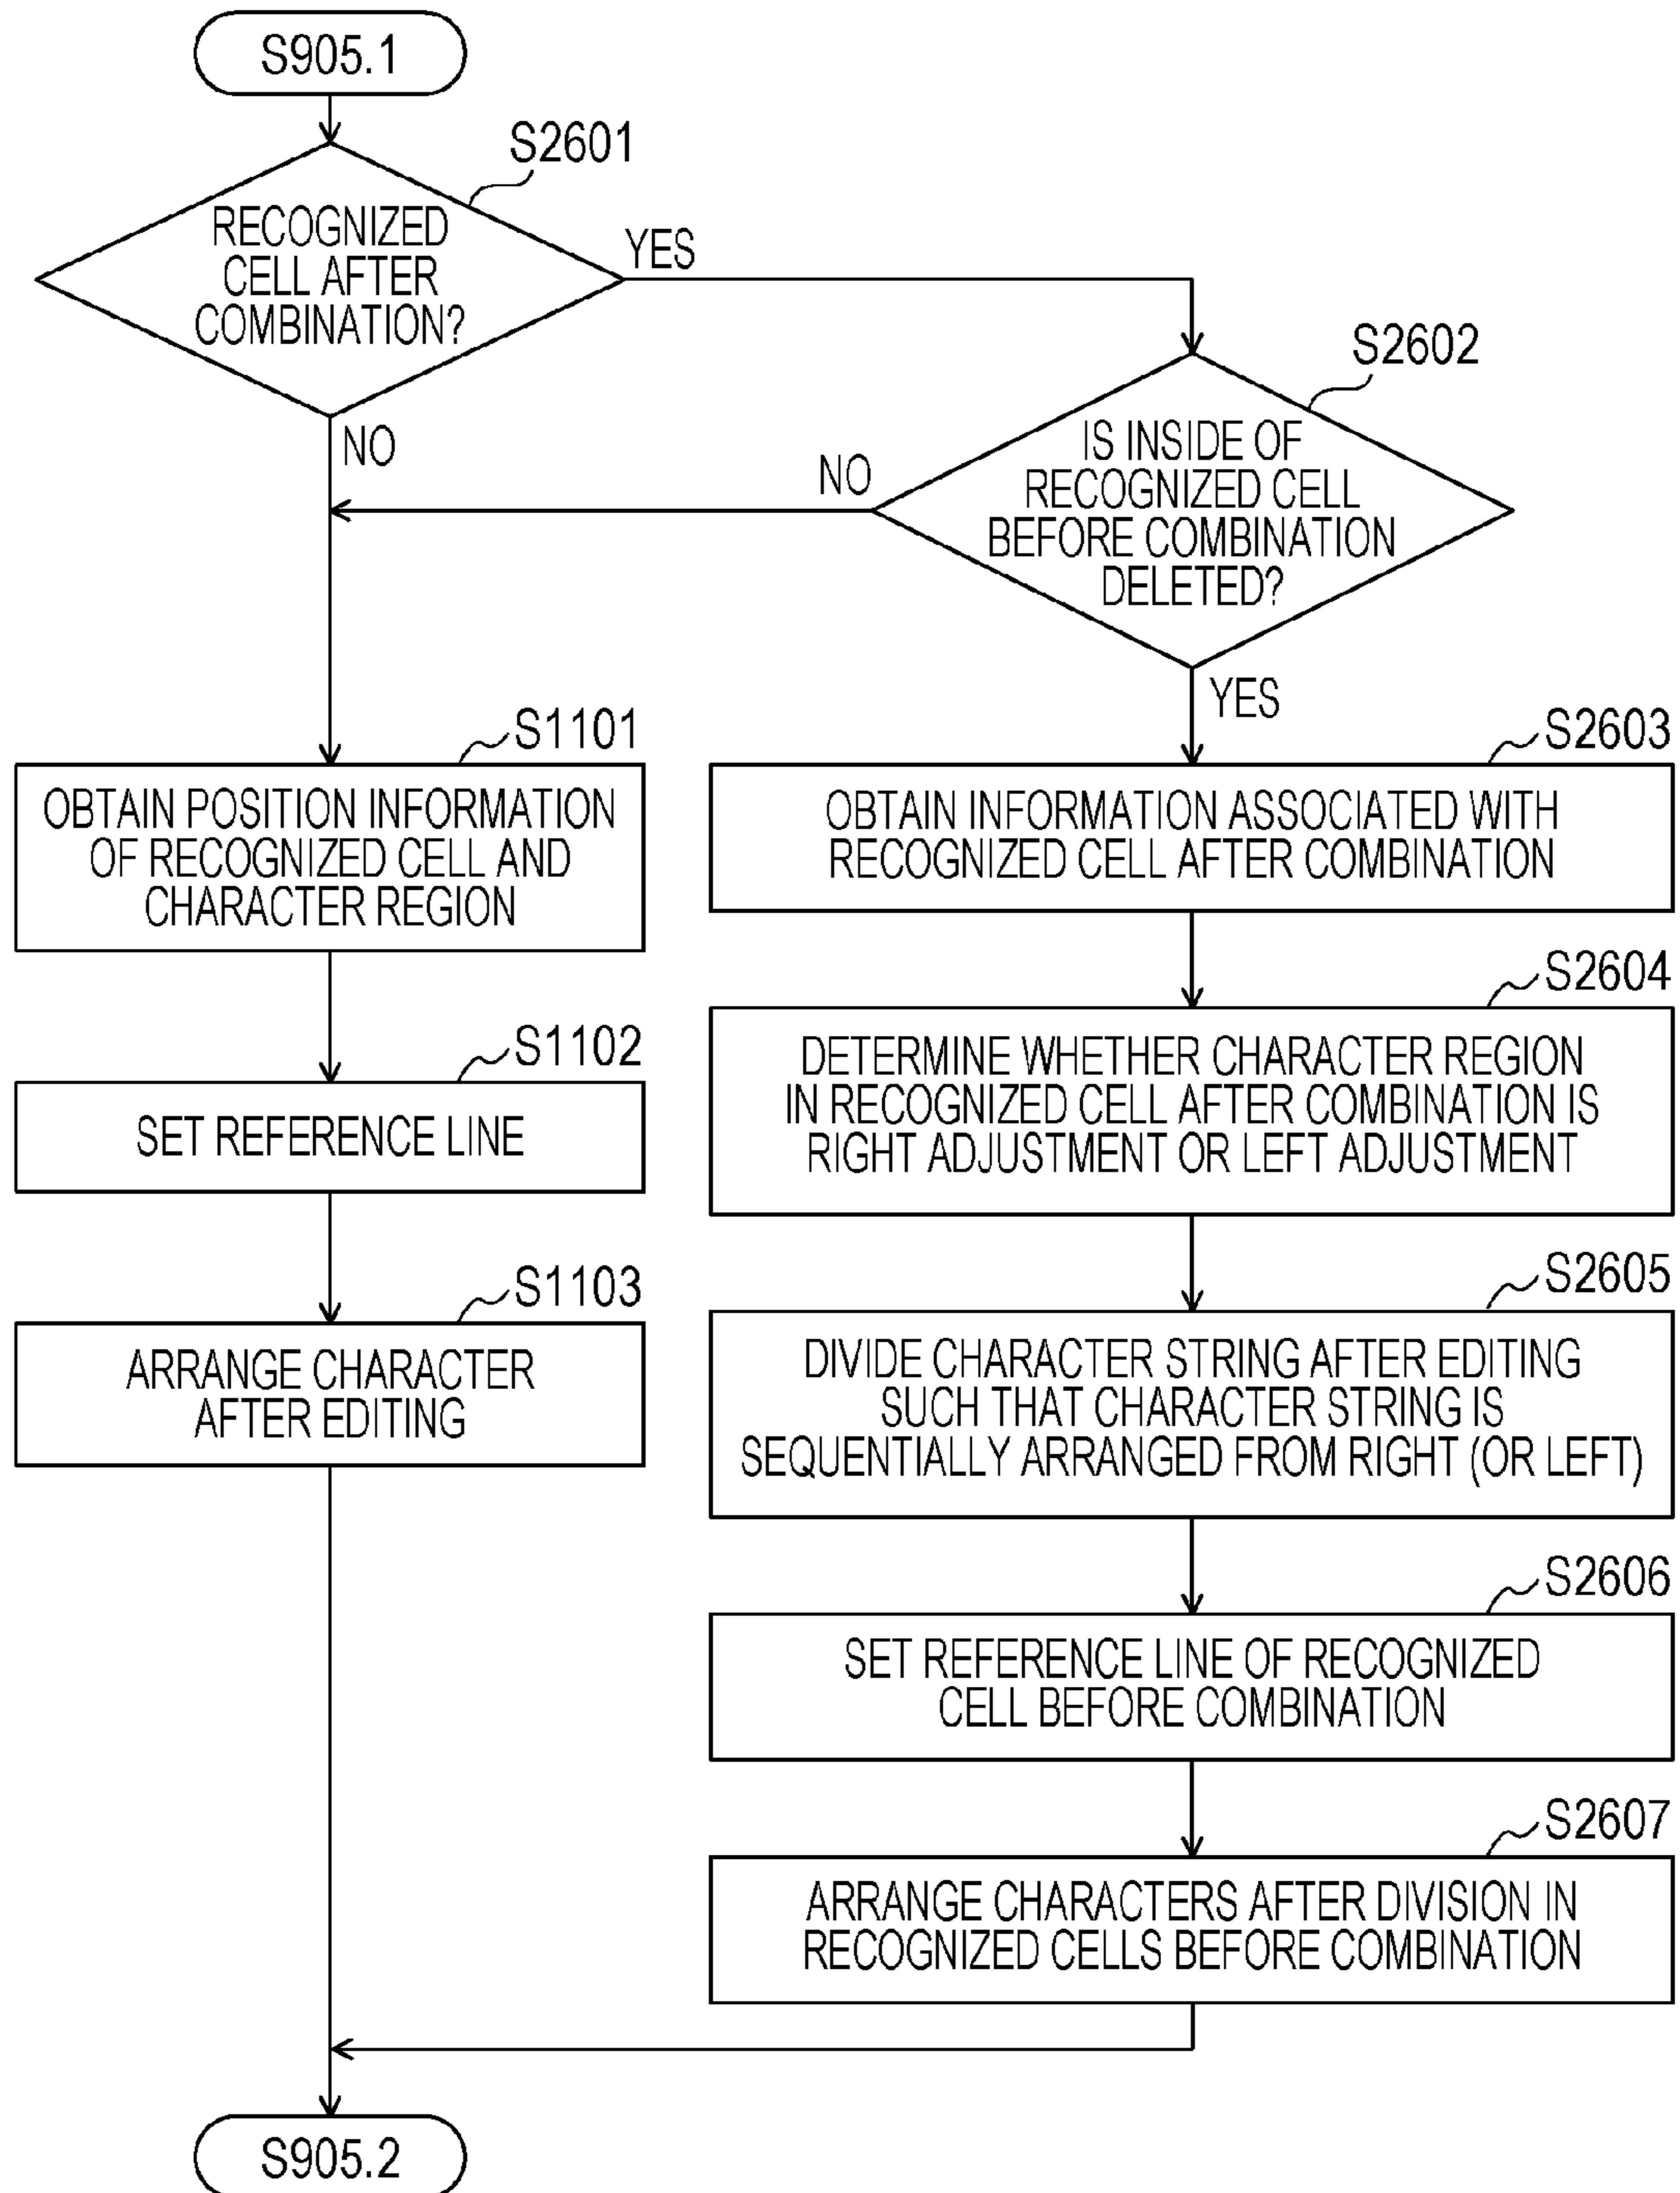 S905.1
S2601
RECOGNIZED
CELL AFTER
COMBINATION?
YES
NO
S2602
IS INSIDE OF
RECOGNIZED CELL
BEFORE COMBINATION
DELETED?
NO
YES
S1101
OBTAIN POSITION INFORMATION
OF RECOGNIZED CELL AND
CHARACTER REGION
S1102
SET REFERENCE LINE
S1103
ARRANGE CHARACTER
AFTER EDITING
S2603
OBTAIN INFORMATION ASSOCIATED WITH
RECOGNIZED CELL AFTER COMBINATION
S2604
DETERMINE WHETHER CHARACTER REGION
IN RECOGNIZED CELL AFTER COMBINATION IS
RIGHT ADJUSTMENT OR LEFT ADJUSTMENT
S2605
DIVIDE CHARACTER STRING AFTER EDITING
SUCH THAT CHARACTER STRING IS
SEQUENTIALLY ARRANGED FROM RIGHT (OR LEFT)
S2606
SET REFERENCE LINE OF RECOGNIZED
CELL BEFORE COMBINATION
S2607
ARRANGE CHARACTERS AFTER DIVISION IN
RECOGNIZED CELLS BEFORE COMBINATION
S905.2